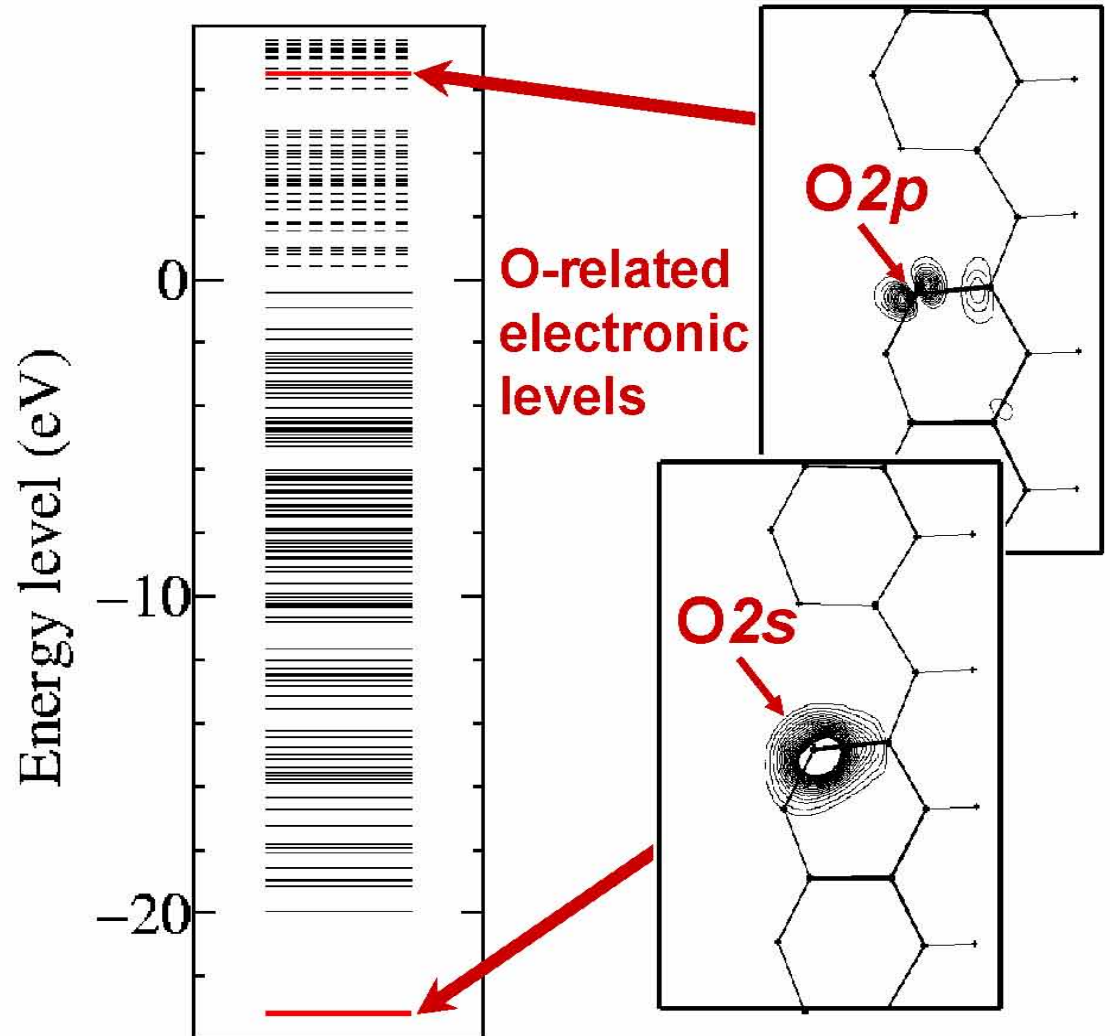 Energy level (eV)
0
−10
−20
O-related
electronic
levels
O2p
O2s